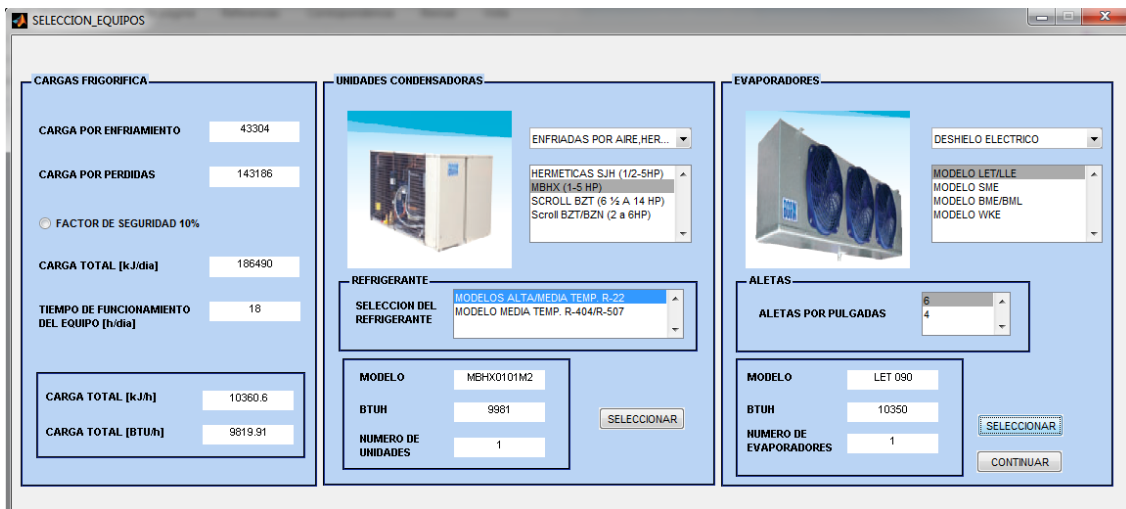 SELECCION_EQUIPOS
CARGAS FRIGORIFICA
CARGA POR ENFRIAMIENTO 43304
CARGA POR PERDIDAS 143186
FACTOR DE SEGURIDAD 10%
CARGA TOTAL [kJ/dia] 186490
TIEMPO DE FUNCIONAMIENTO
DEL EQUIPO [h/dia] 18
CARGA TOTAL [kJ/h] 10360.6
CARGA TOTAL [BTU/h] 9819.91
UNIDADES CONDENSADORAS
ENFRIADAS POR AIRE,HER...
HERMETICAS SJH (1/2-5HP)
MBHX (1-5 HP)
SCROLL BZT (6 ½ A 14 HP)
Scroll BZT/BZN (2 a 6HP)
REFRIGERANTE
SELECCION DEL
REFRIGERANTE
MODELOS ALTA/MEDIA TEMP. R-22
MODELO MEDIA TEMP. R-404/R-507
MODELO MBHX0101M2
BTUH 9981
NUMERO DE
UNIDADES 1
SELECCIONAR
EVAPORADORES
DESHIELO ELECTRICO
MODELO LET/LLE
MODELO SME
MODELO BME/BML
MODELO WKE
ALETAS
ALETAS POR PULGADAS
6
4
MODELO LET 090
BTUH 10350
NUMERO DE
EVAPORADORES 1
SELECCIONAR
CONTINUAR